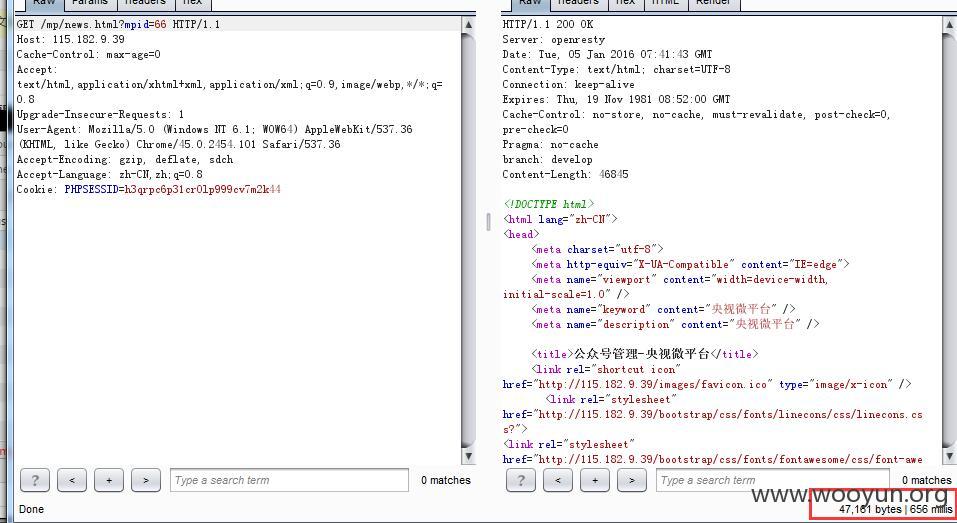 Raw Params Headers Hex
GET /mp/news.html?mpid=66 HTTP/1.1
Host: 115.182.9.39
Cache-Control: max-age=0
Accept:
text/html,application/xhtml+xml,application/xml;q=0.9,image/webp,*/*;q=
0.8
Upgrade-Insecure-Requests: 1
User-Agent: Mozilla/5.0 (Windows NT 6.1; WOW64) AppleWebKit/537.36
(KHTML, like Gecko) Chrome/45.0.2454.101 Safari/537.36
Accept-Encoding: gzip, deflate, sdch
Accept-Language: zh-CN,zh;q=0.8
Cookie: PHPSESSID=h3qrpc6p31cr0lp999cv7m2k44
? < + > Type a search term 0 matches
Done
Raw Headers Hex HTML Render
HTTP/1.1 200 OK
Server: openresty
Date: Tue, 05 Jan 2016 07:41:43 GMT
Content-Type: text/html; charset=UTF-8
Connection: keep-alive
Expires: Thu, 19 Nov 1981 08:52:00 GMT
Cache-Control: no-store, no-cache, must-revalidate, post-check=0,
pre-check=0
Pragma: no-cache
branch: develop
Content-Length: 46845
<!DOCTYPE html>
<html lang="zh-CN">
<head>
<meta charset="utf-8">
<meta http-equiv="X-UA-Compatible" content="IE=edge">
<meta name="viewport" content="width=device-width,
initial-scale=1.0" />
<meta name="keyword" content="央视微平台" />
<meta name="description" content="央视微平台" />
<title>公众号管理-央视微平台</title>
<link rel="shortcut icon"
href="http://115.182.9.39/images/favicon.ico" type="image/x-icon" />
<link rel="stylesheet"
href="http://115.182.9.39/bootstrap/css/fonts/linecons/css/linecons.cs
s?">
<link rel="stylesheet"
href="http://115.182.9.39/bootstrap/css/fonts/fontawesome/css/font-awe
? < + > Type a search term 0 matches
www.wooyun.org
47,161 bytes | 656 millis